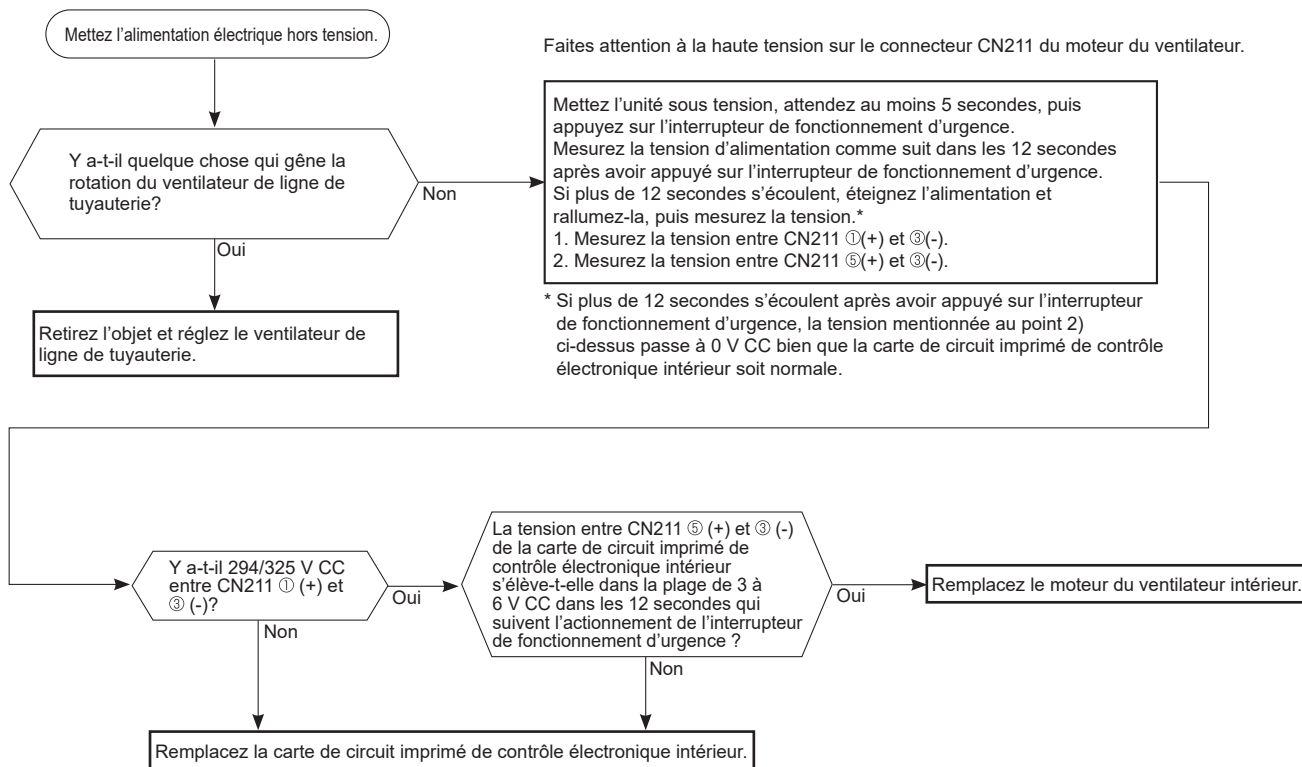 Mettez l'alimentation électrique hors tension.
Faites attention à la haute tension sur le connecteur CN211 du moteur du ventilateur.
Y a-t-il quelque chose qui gêne la
rotation du ventilateur de ligne de
tuyauterie?
Non
Oui
Retirez l'objet et réglez le ventilateur de
ligne de tuyauterie.
Mettez l'unité sous tension, attendez au moins 5 secondes, puis
appuyez sur l'interrupteur de fonctionnement d'urgence.
Mesurez la tension d'alimentation comme suit dans les 12 secondes
après avoir appuyé sur l'interrupteur de fonctionnement d'urgence.
Si plus de 12 secondes s'écoulent, éteignez l'alimentation et
rallumez-la, puis mesurez la tension.*
1. Mesurez la tension entre CN211 ①(+) et ③(-).
2. Mesurez la tension entre CN211 ⑤(+) et ③(-).
* Si plus de 12 secondes s'écoulent après avoir appuyé sur l'interrupteur
de fonctionnement d'urgence, la tension mentionnée au point 2)
ci-dessus passe à 0 V CC bien que la carte de circuit imprimé de contrôle
électronique intérieur soit normale.
Y a-t-il 294/325 V CC
entre CN211 ① (+) et
③ (-)?
Oui
Non
La tension entre CN211 ⑤ (+) et ③ (-)
de la carte de circuit imprimé de
contrôle électronique intérieur
s'élève-t-elle dans la plage de 3 à
6 V CC dans les 12 secondes qui
suivent l'actionnement de l'interrupteur
de fonctionnement d'urgence ?
Oui
Non
Remplacez le moteur du ventilateur intérieur.
Remplacez la carte de circuit imprimé de contrôle électronique intérieur.